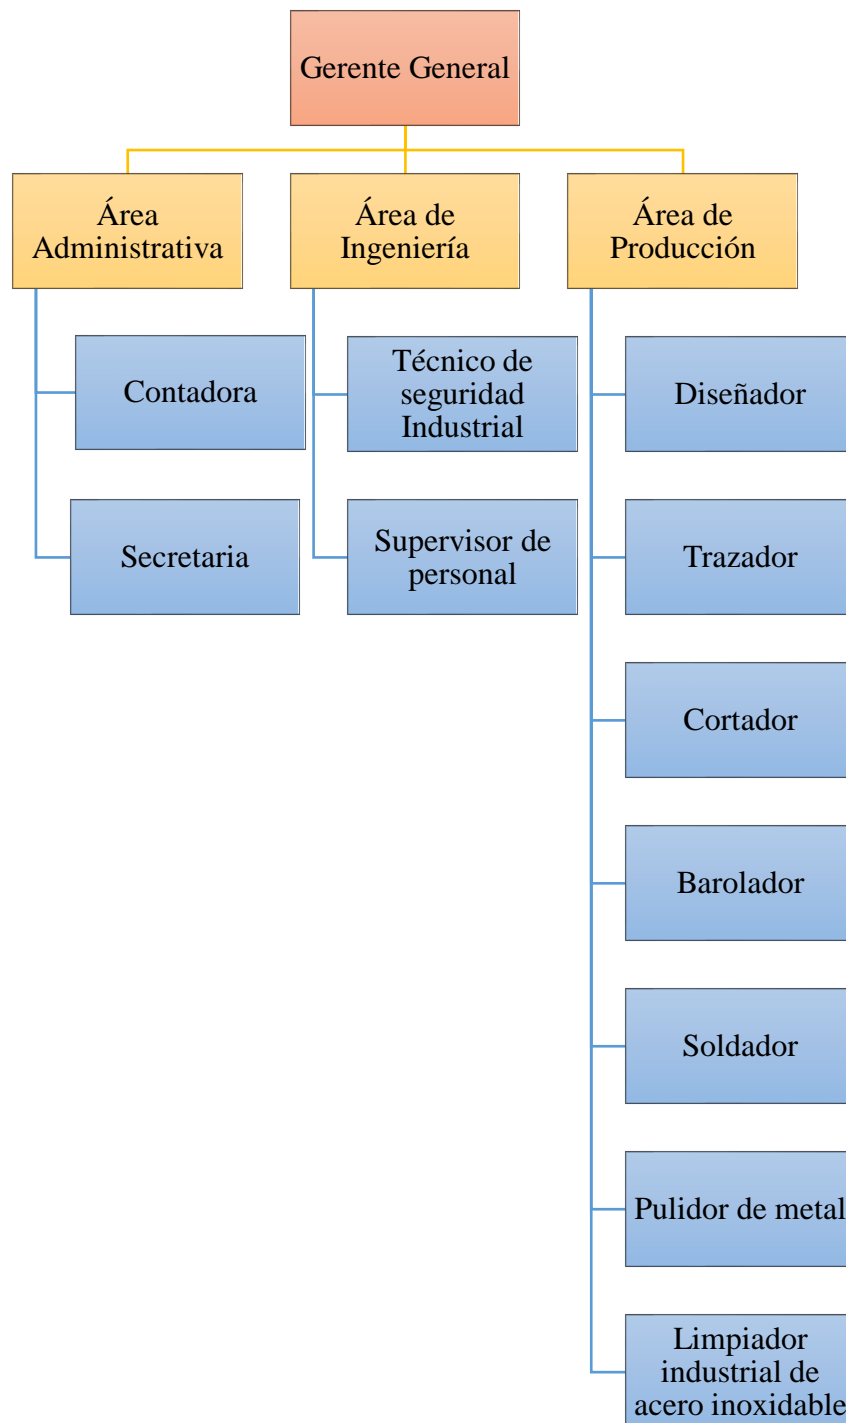 Gerente General
Área
Administrativa
Área de
Ingeniería
Área de
Producción
Contadora
Técnico de
seguridad
Industrial
Diseñador
Secretaria
Supervisor de
personal
Trazador
Cortador
Barolador
Soldador
Pulidor de metal
Limpiador
industrial de
acero inoxidable